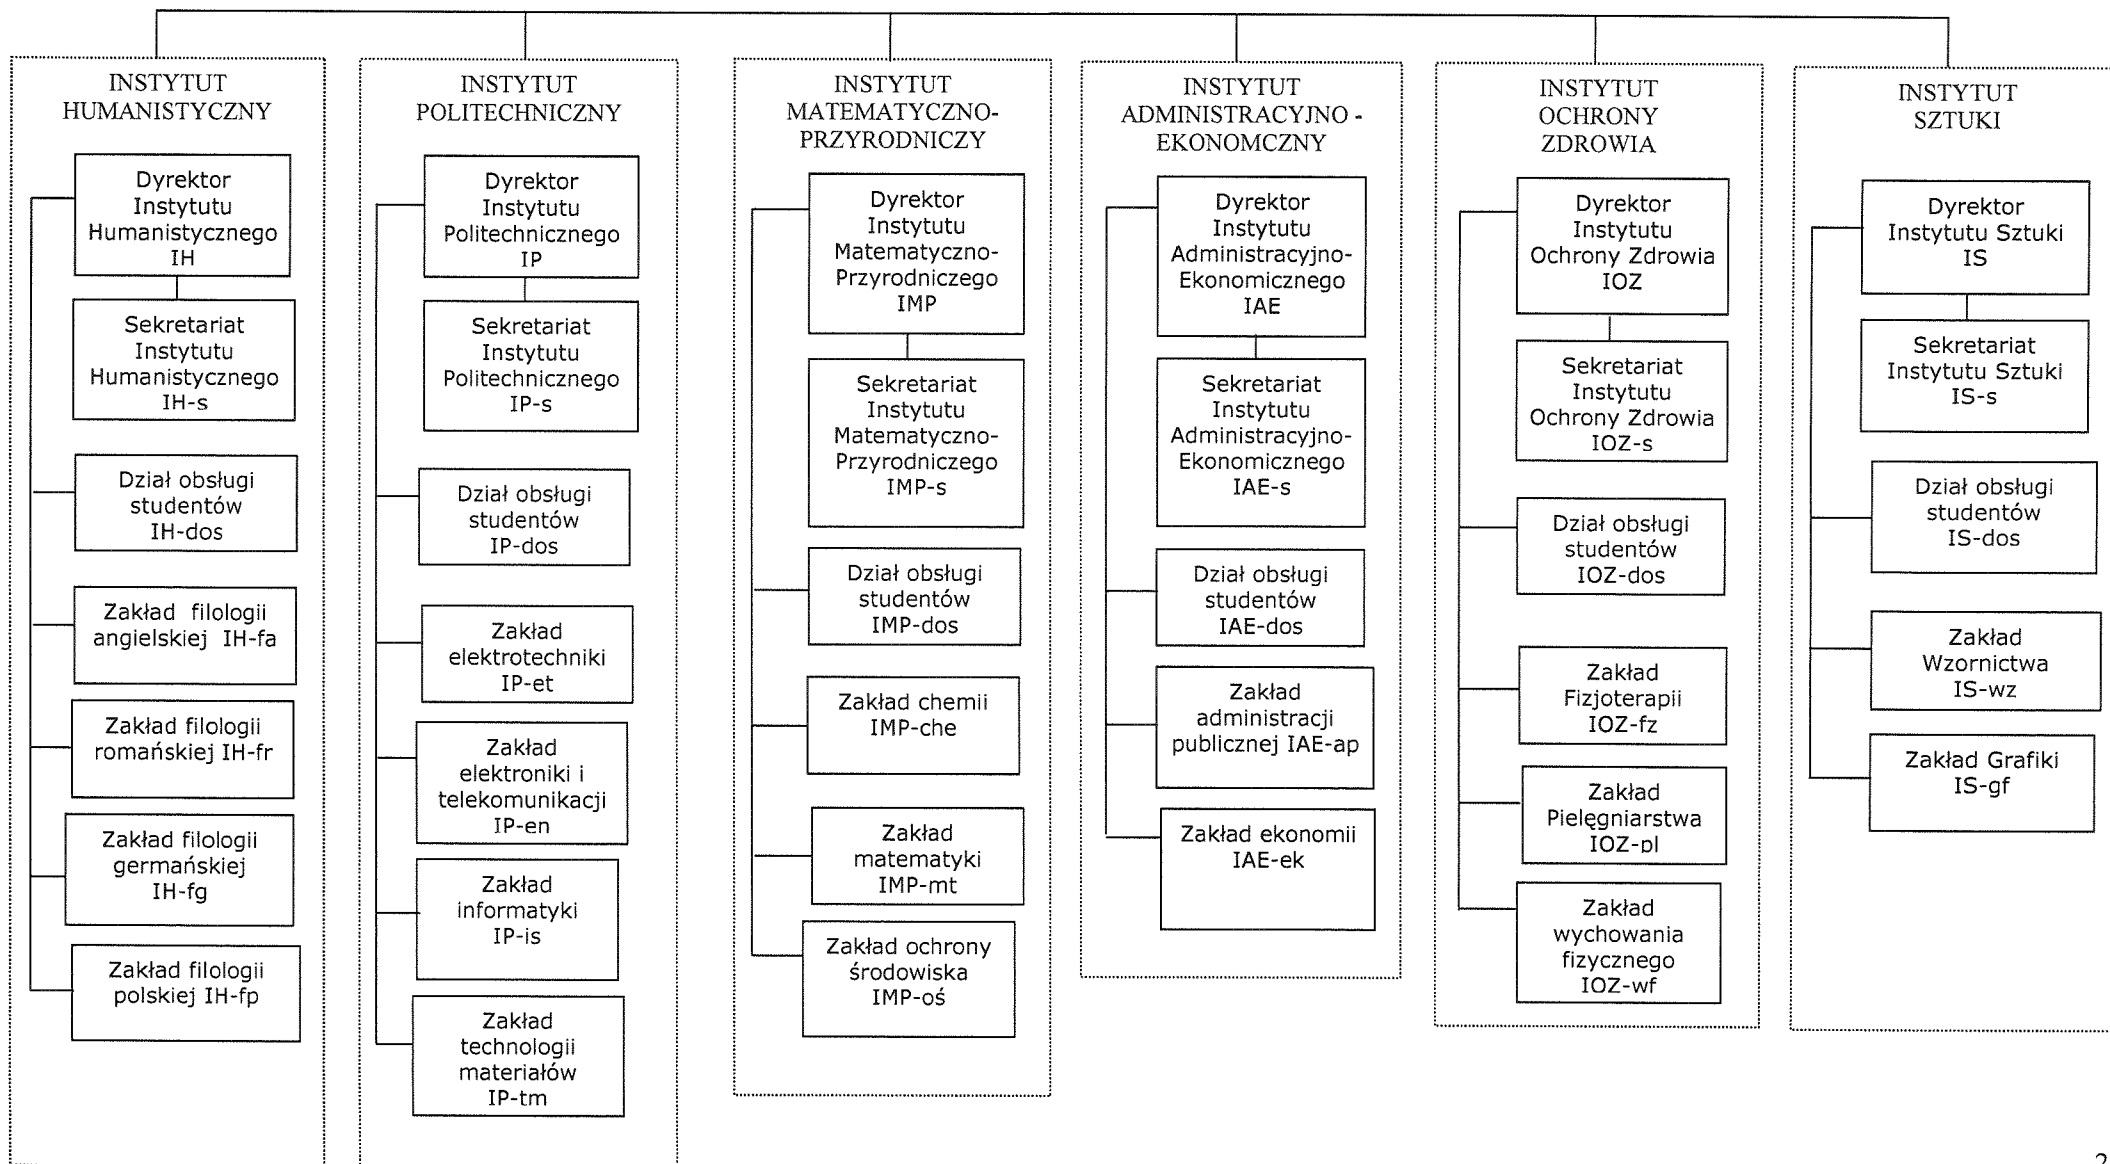 INSTYTUT
HUMANISTYCZNY
Dyrektor
Instytutu
Humanistycznego
IH
Sekretariat
Instytutu
Humanistycznego
IH-s
Dział obsługi
studentów
IH-dos
Zakład filologii
angielskiej IH-fa
Zakład filologii
romańskiej IH-fr
Zakład filologii
germańskiej
IH-fg
Zakład filologii
polskiej IH-fp
INSTYTUT
POLITECHNICZNY
Dyrektor
Instytutu
Politechnicznego
IP
Sekretariat
Instytutu
Politechnicznego
IP-s
Dział obsługi
studentów
IP-dos
Zakład
elektrotechniki
IP-et
Zakład
elektroniki i
telekomunikacji
IP-en
Zakład
informatyki
IP-is
Zakład
technologii
materiałów
IP-tm
INSTYTUT
MATEMATYCZNO-
PRZYRODNICZY
Dyrektor
Instytutu
Matematyczno-
Przyrodniczego
IMP
Sekretariat
Instytutu
Matematyczno-
Przyrodniczego
IMP-s
Dział obsługi
studentów
IMP-dos
Zakład chemii
IMP-che
Zakład
matematyki
IMP-mt
Zakład ochrony
środowiska
IMP-oś
INSTYTUT
ADMINISTRACYJNO -
EKONOMCZNY
Dyrektor
Instytutu
Administracyjno-
Ekonomicznego
IAE
Sekretariat
Instytutu
Administracyjno-
Ekonomicznego
IAE-s
Dział obsługi
studentów
IAE-dos
Zakład
administracji
publicznej IAE-ap
Zakład ekonomii
IAE-ek
INSTYTUT
OCHRONY
ZDROWIA
Dyrektor
Instytutu
Ochrony Zdrowia
IOZ
Sekretariat
Instytutu
Ochrony Zdrowia
IOZ-s
Dział obsługi
studentów
IOZ-dos
Zakład
Fizjoterapii
IOZ-fz
Zakład
Pielęgniarstwa
IOZ-pl
Zakład
wychowania
fizycznego
IOZ-wf
INSTYTUT
SZTUKI
Dyrektor
Instytutu Sztuki
IS
Sekretariat
Instytutu Sztuki
IS-s
Dział obsługi
studentów
IS-dos
Zakład
Wzornictwa
IS-wz
Zakład Grafiki
IS-gf
2